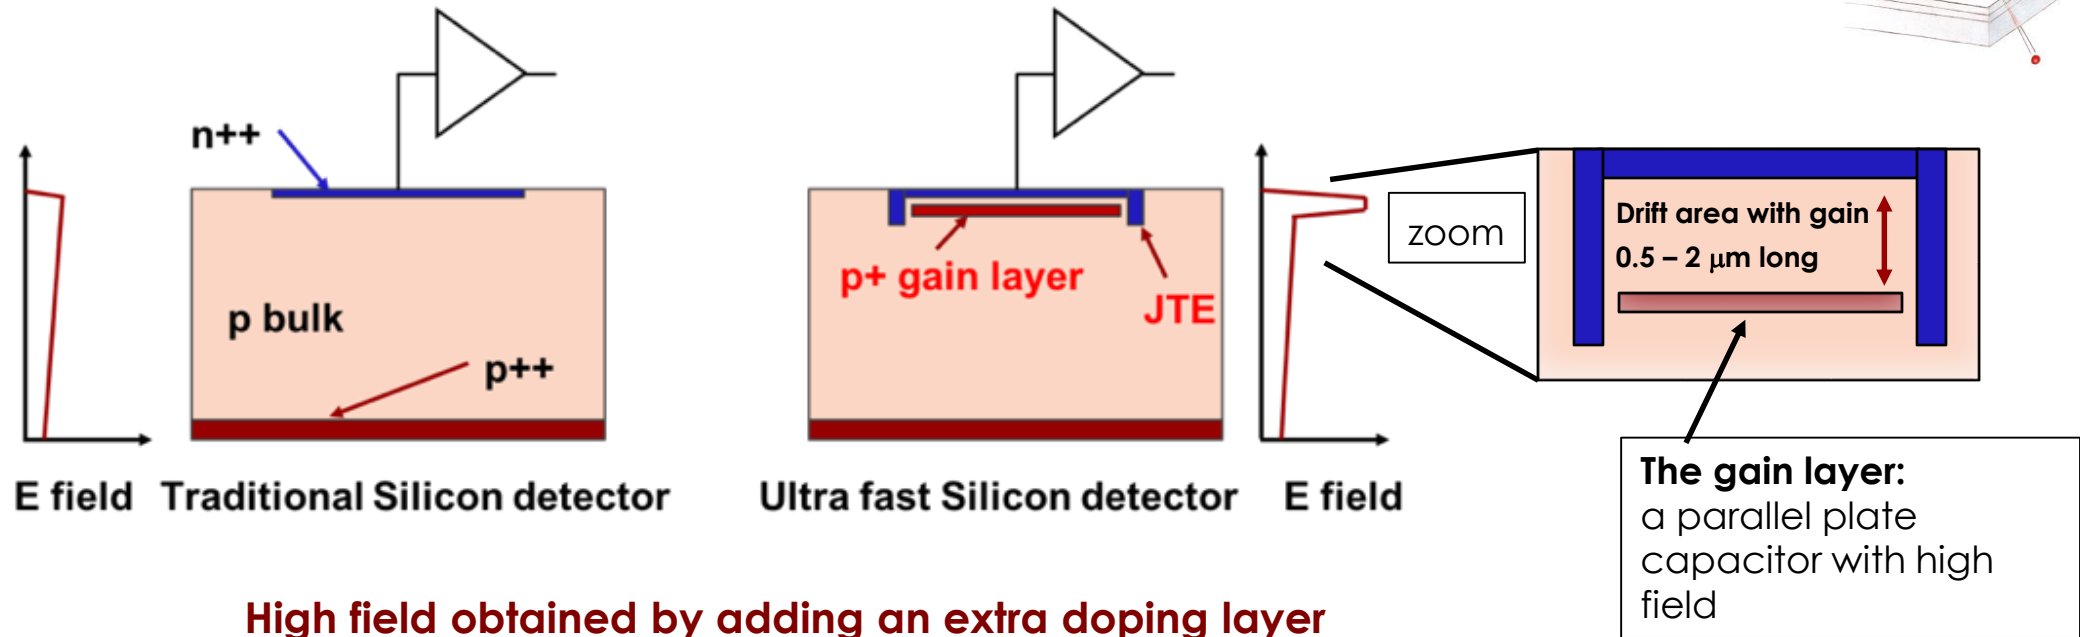 n++
p bulk
p++
E field
Traditional Silicon detector
p+ gain layer
JTE
Ultra fast Silicon detector
E field
zoom
Drift area with gain
0.5 – 2 μm long
The gain layer:
a parallel plate
capacitor with high
field
High field obtained by adding an extra doping layer